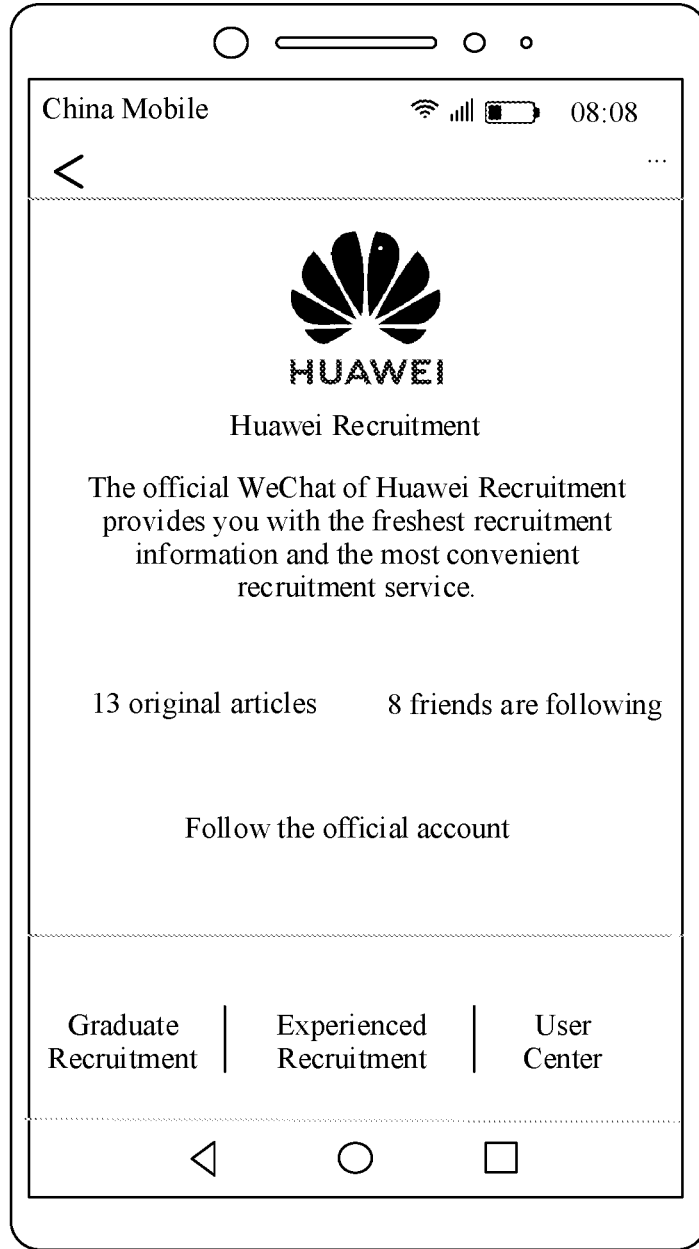 China Mobile 08:08
...
HUAWEI
Huawei Recruitment
The official WeChat of Huawei Recruitment
provides you with the freshest recruitment
information and the most convenient
recruitment service.
13 original articles 8 friends are following
Follow the official account
Graduate
Recruitment
Experienced
Recruitment
User
Center